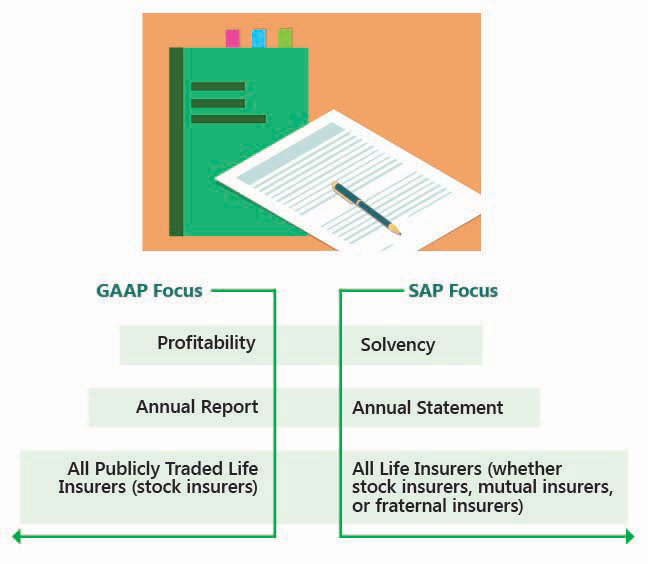 GAAP Focus
SAP Focus
Profitability
Solvency
Annual Report
Annual Statement
All Publicly Traded Life
Insurers (stock insurers)
All Life Insurers (whether
stock insurers, mutual insurers,
or fraternal insurers)